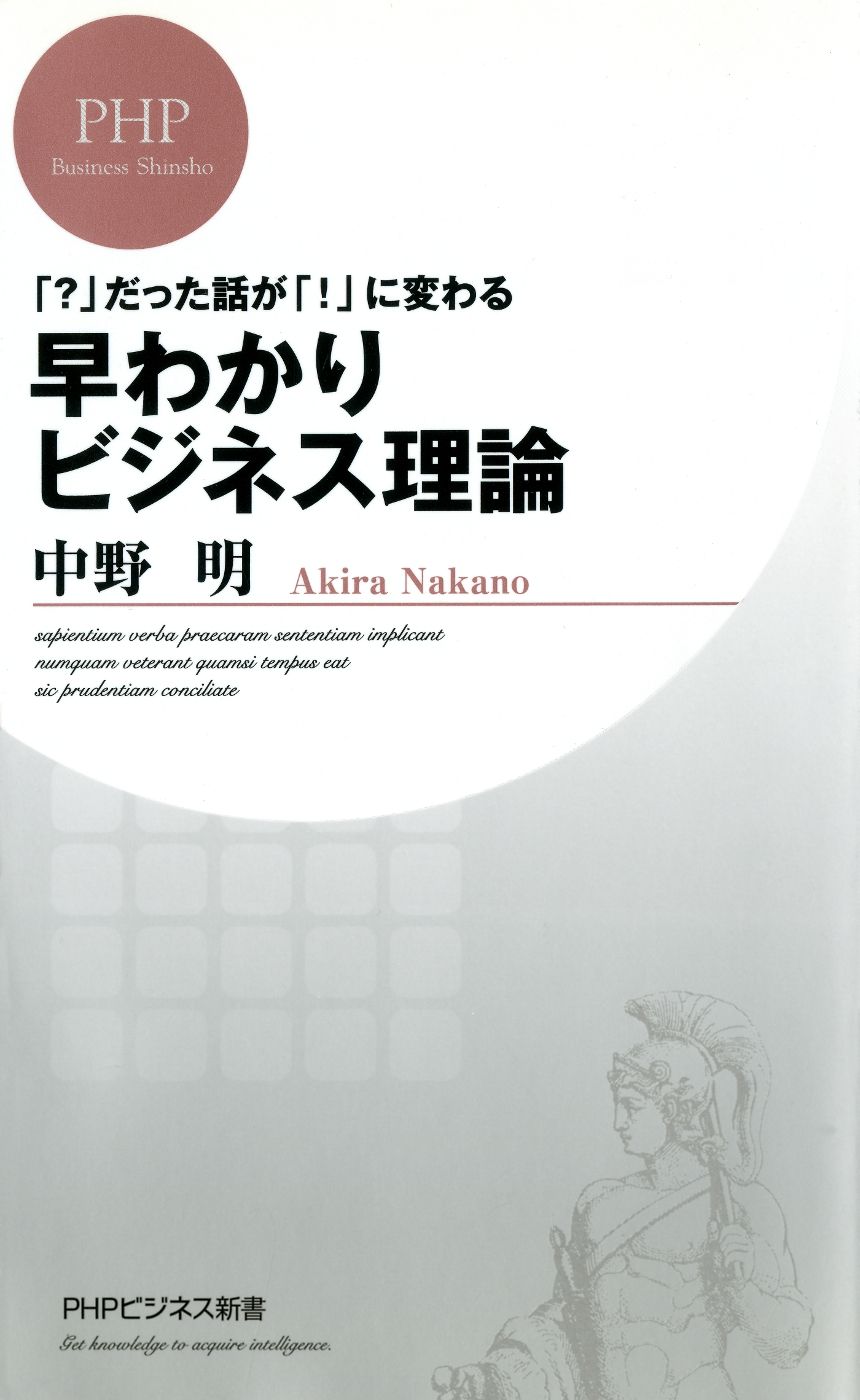 PHP
Business Shinsho
「?」だった話が「!」に変わる
早わかり
ビジネス理論
中野 明 Akira Nakano
sapientium verba praecaram sententiam implicant
numquam veterant quamsi tempus eat
sic prudentiam conciliate
PHPビジネス新書
Get knowledge to acquire intelligence.